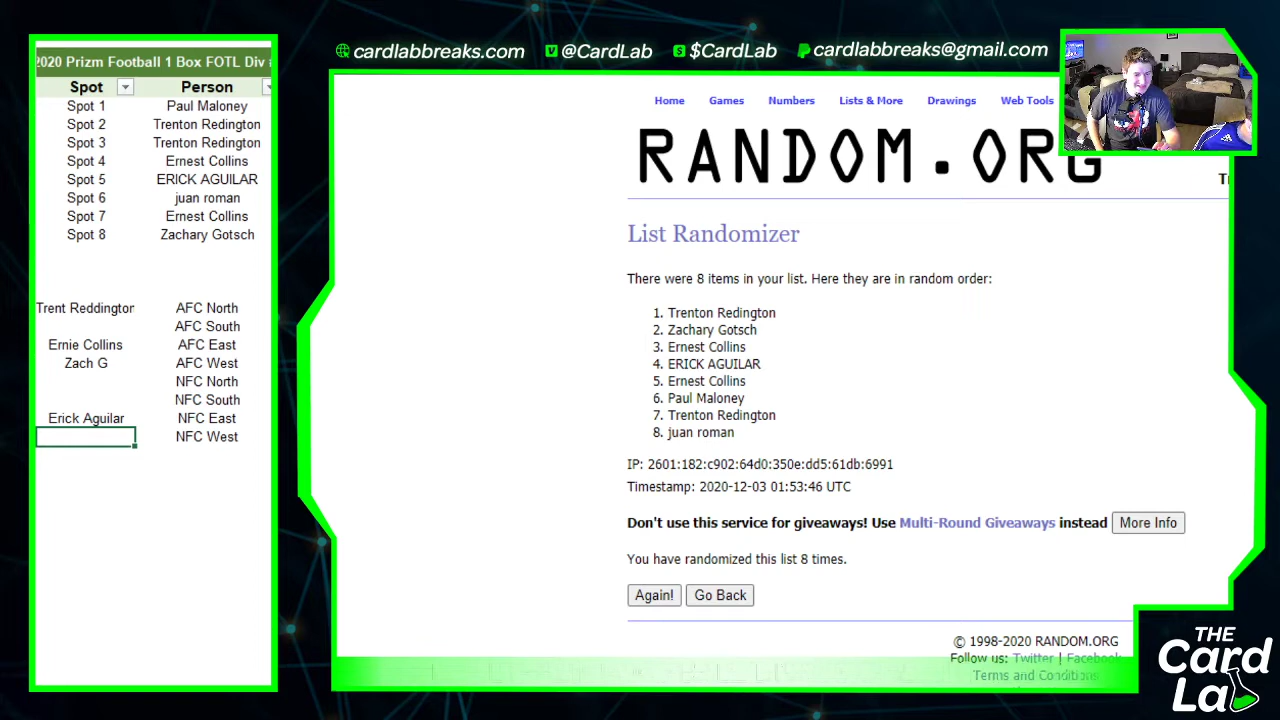 cardlabbreaks.com @CardLab $CardLab cardlabbreaks@gmail.com
2020 Prizm Football 1 Box FOTL Div
Spot Person
Spot 1 Paul Maloney
Spot 2 Trenton Redington
Spot 3 Trenton Redington
Spot 4 Ernest Collins
Spot 5 ERICK AGUILAR
Spot 6 juan roman
Spot 7 Ernest Collins
Spot 8 Zachary Gotsch
Trent Reddington AFC North
AFC South
Ernie Collins AFC East
Zach G AFC West
NFC North
NFC South
Erick Aguilar NFC East
NFC West
Home Games Numbers Lists & More Drawings Web Tools
RANDOM.ORG
List Randomizer
There were 8 items in your list. Here they are in random order:
1. Trenton Redington
2. Zachary Gotsch
3. Ernest Collins
4. ERICK AGUILAR
5. Ernest Collins
6. Paul Maloney
7. Trenton Redington
8. juan roman
IP: 2601:182:c902:64d0:350e:dd5:61db:6991
Timestamp: 2020-12-03 01:53:46 UTC
Don't use this service for giveaways! Use Multi-Round Giveaways instead More Info
You have randomized this list 8 times.
Again! Go Back
© 1998-2020 RANDOM.ORG
Follow us: Twitter | Facebook
Terms and Conditions
THE
Card
Lab